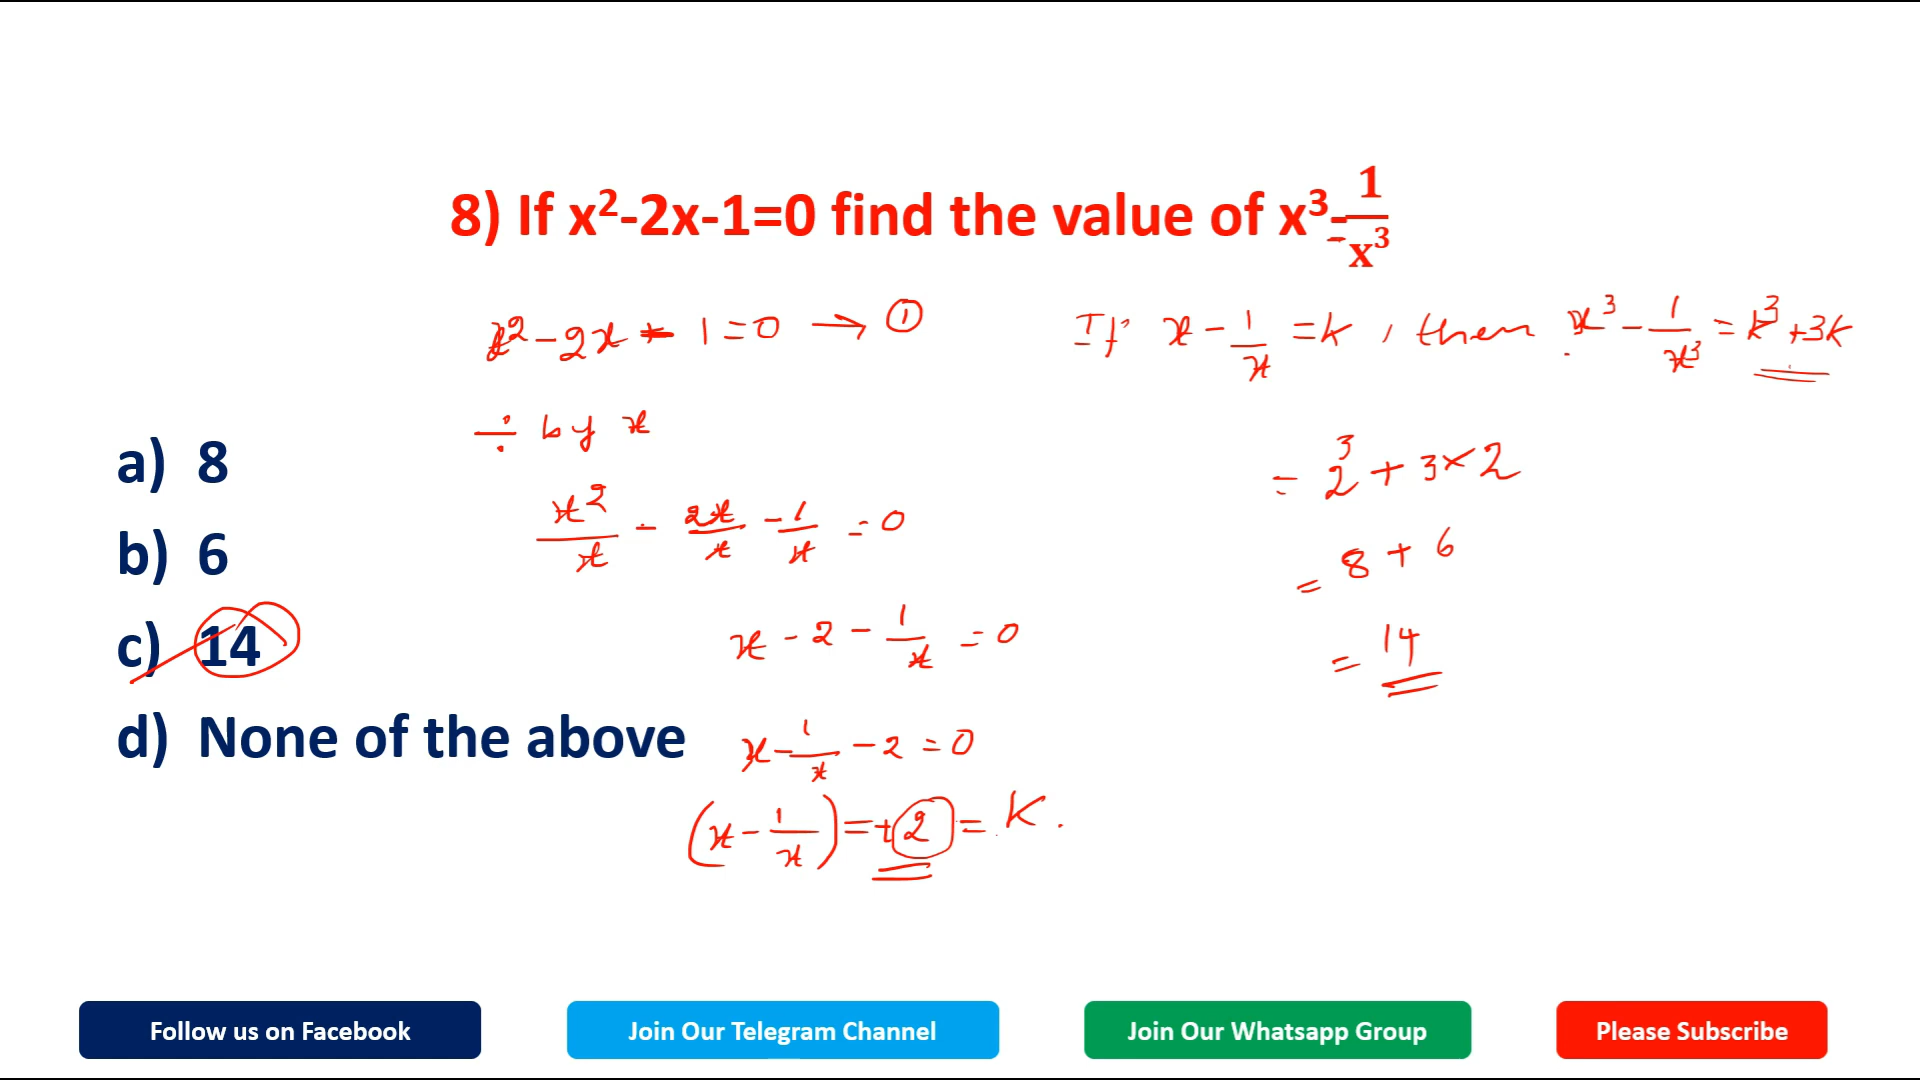 8) If x²-2x-1=0 find the value of x³-1/x³
x²-2x-1=0 → ①
÷ by x
x²/x - 2x/x - 1/x = 0
x - 2 - 1/x = 0
x - 1/x - 2 = 0
(x - 1/x) = +2 = K.
If x - 1/x = k, then x³ - 1/x³ = k³+3k
= 2³ + 3×2
= 8 + 6
= 14
a) 8
b) 6
c) 14
d) None of the above
Follow us on Facebook
Join Our Telegram Channel
Join Our Whatsapp Group
Please Subscribe